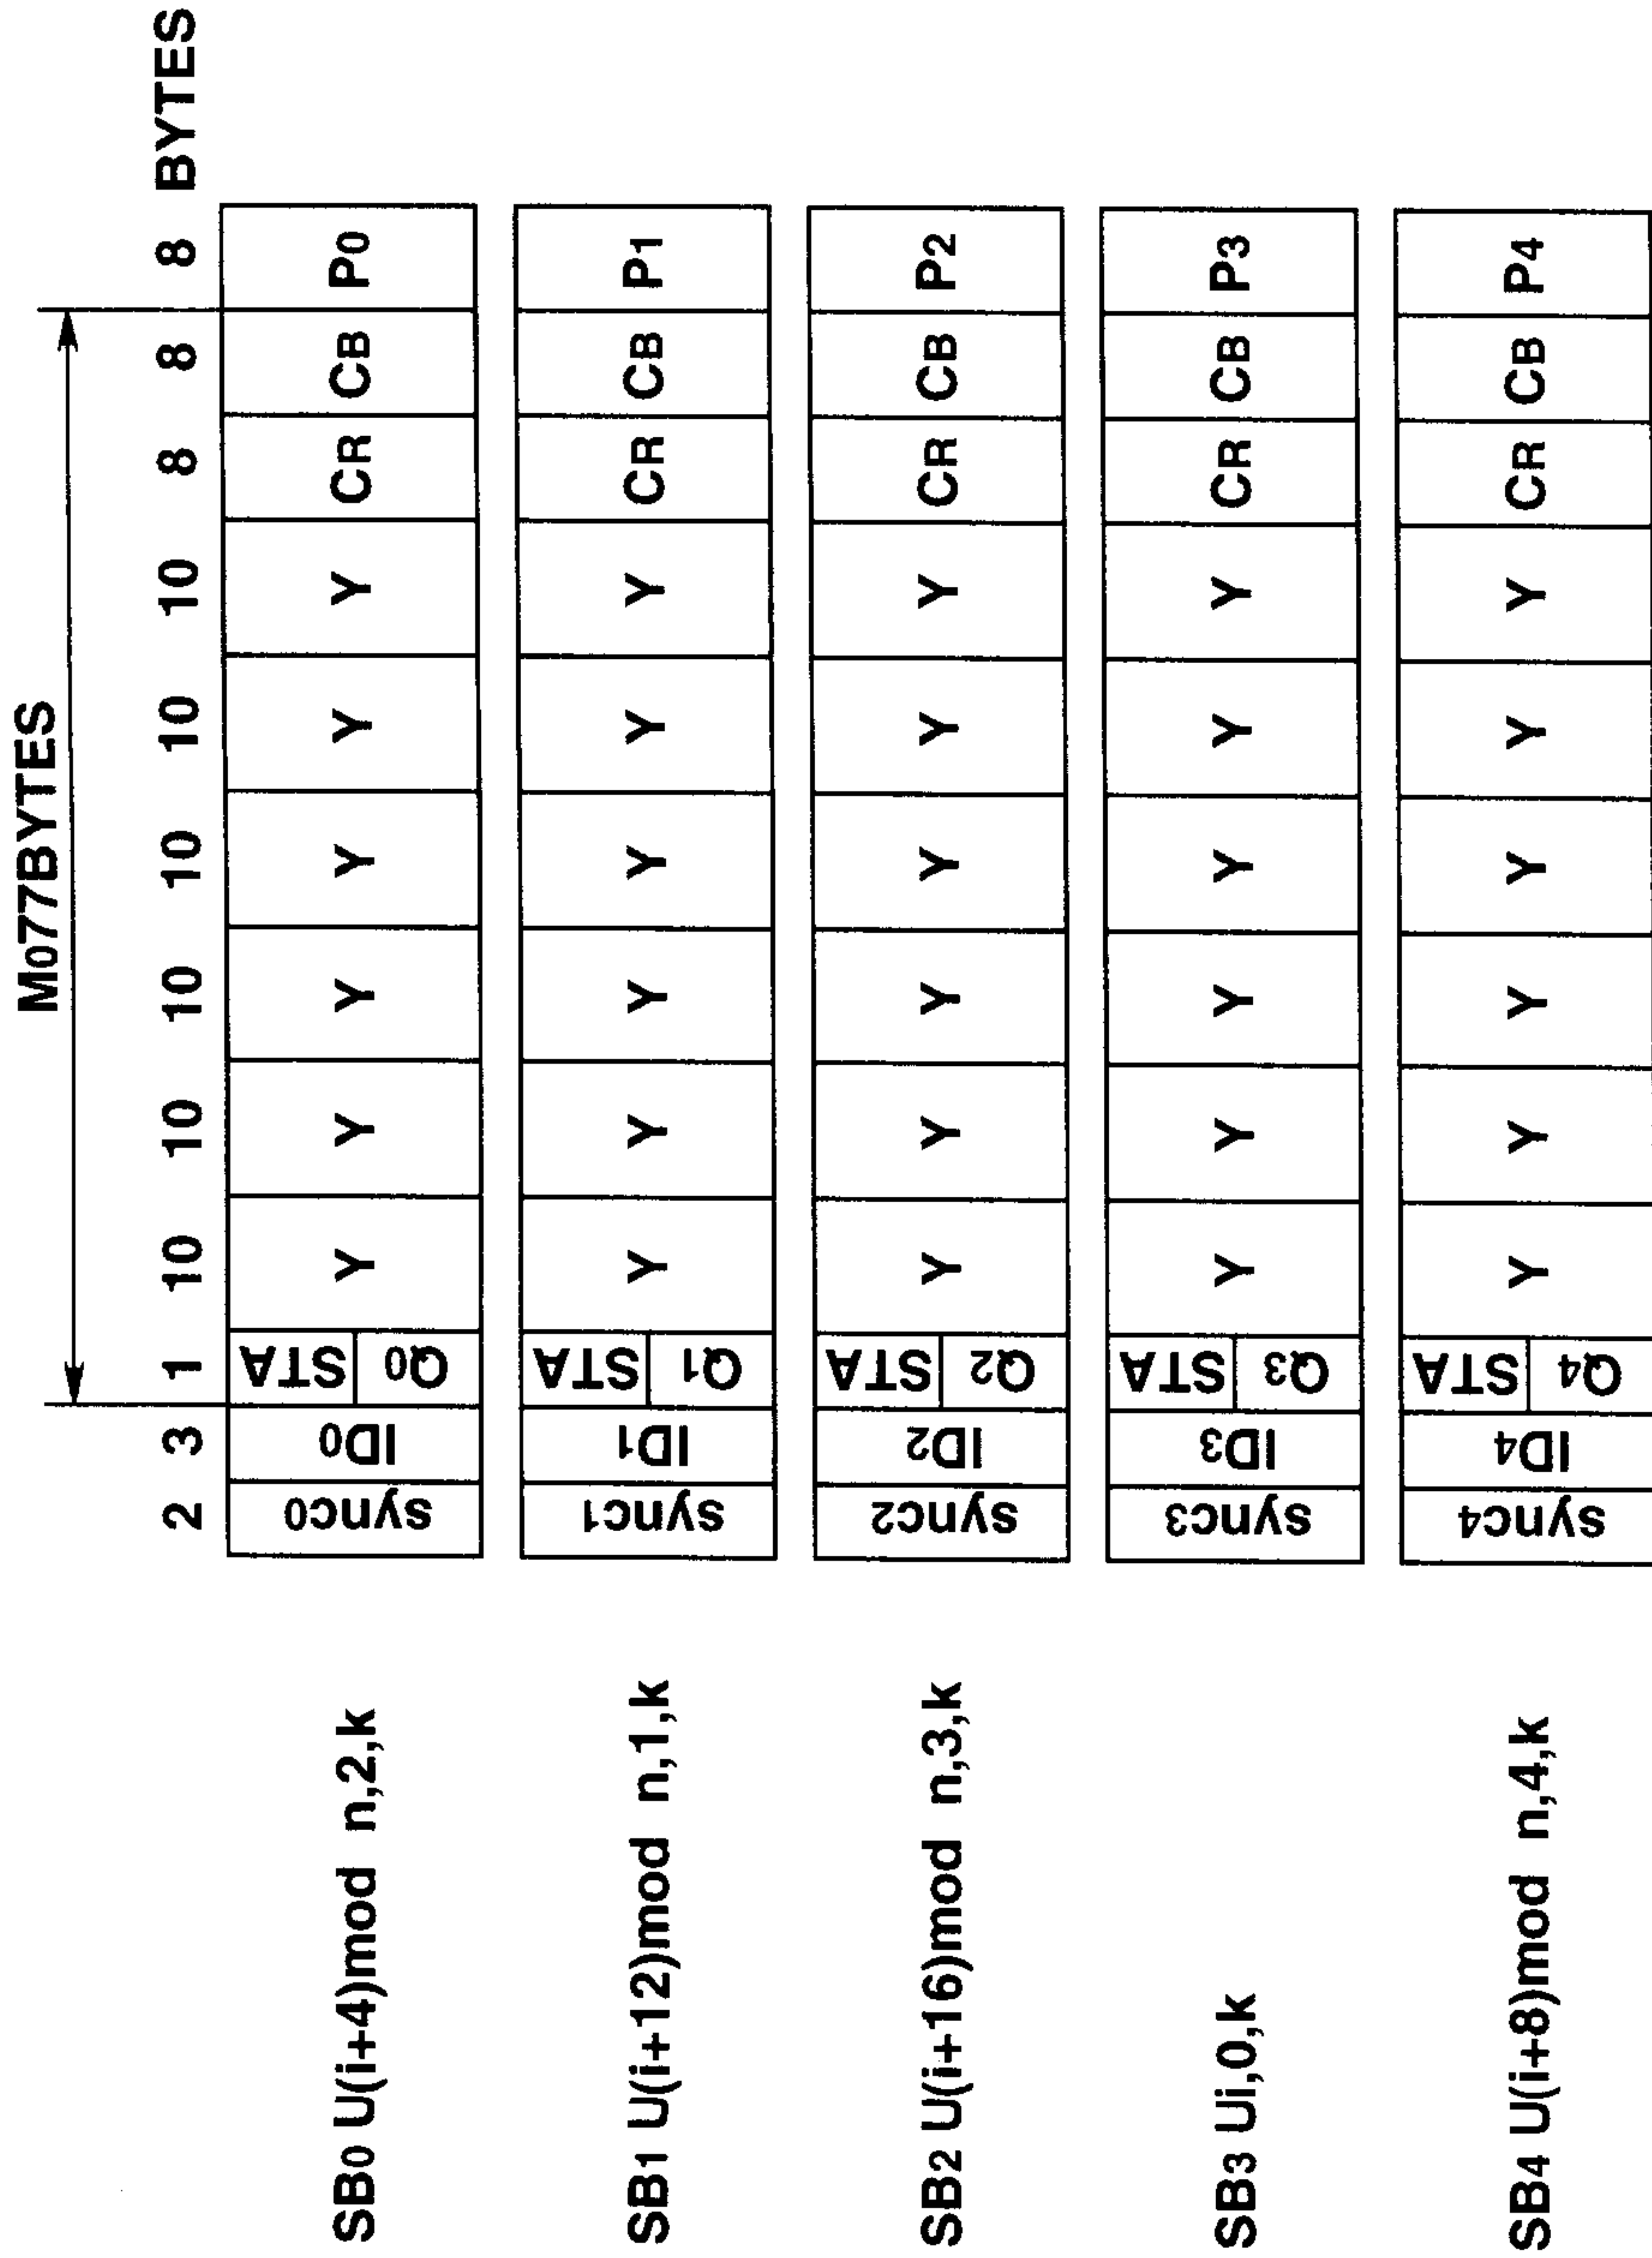 M077BYTES
2 3 1 10 10 10 10 10 10 8 8 8 BYTES
SB0 U(i+4)mod n,2,k sync0 ID0 STA Q0 Y Y Y Y Y Y CR CB P0
SB1 U(i+12)mod n,1,k sync1 ID1 STA Q1 Y Y Y Y Y Y CR CB P1
SB2 U(i+16)mod n,3,k sync2 ID2 STA Q2 Y Y Y Y Y Y CR CB P2
SB3 Ui,0,k sync3 ID3 STA Q3 Y Y Y Y Y Y CR CB P3
SB4 U(i+8)mod n,4,k sync4 ID4 STA Q4 Y Y Y Y Y Y CR CB P4